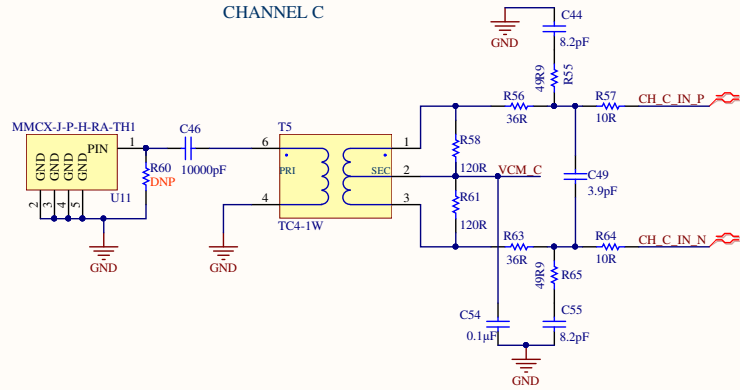 CHANNEL C
C44
8.2pF
GND
49R9
R55
R56
36R
R57
10R
CH_C_IN_P
MMCX-J-P-H-RA-TH1
PIN
1
GND
GND
GND
GND
2
3
4
5
U11
R60
DNP
C46
10000pF
T5
6
PRI
4
1
SEC
2
3
TC4-1W
R58
120R
VCM_C
R61
120R
C49
3.9pF
R63
36R
R64
10R
CH_C_IN_N
49R9
R65
C54
0.1µF
C55
8.2pF
GND
GND
GND